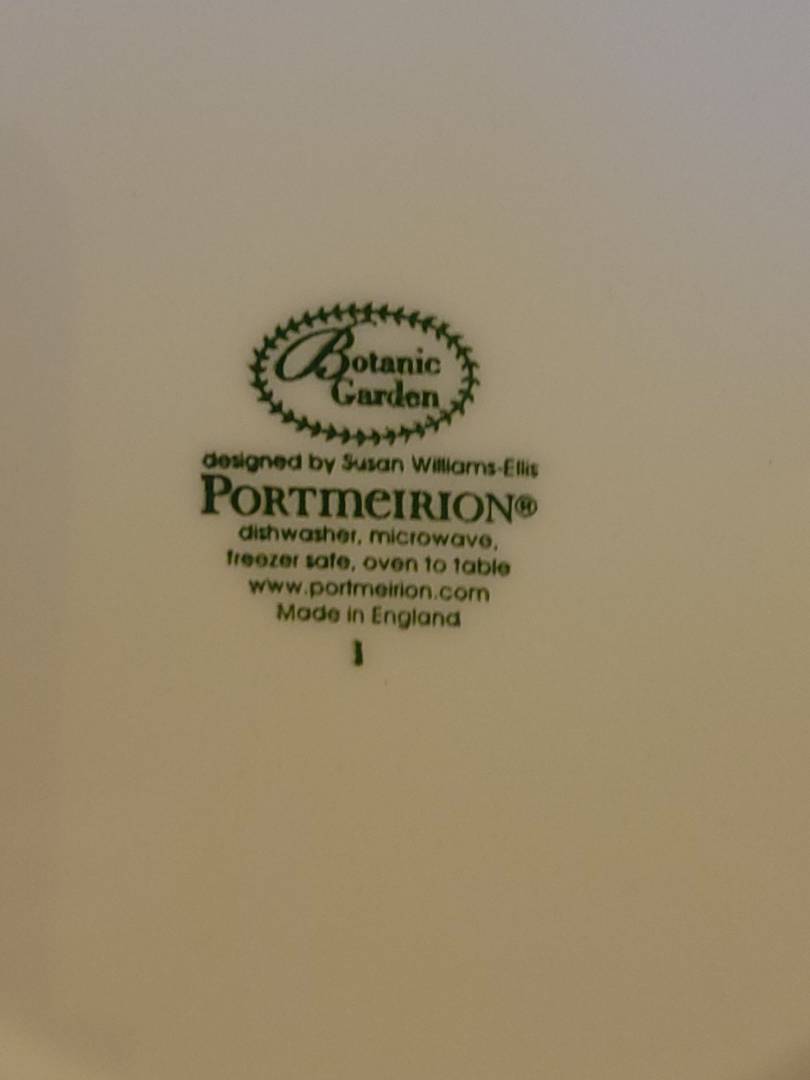 Botanic
Garden
designed by Susan Williams-Ellis
PORTMEIRION®
dishwasher, microwave,
freezer safe, oven to table
www.portmeirion.com
Made in England
1